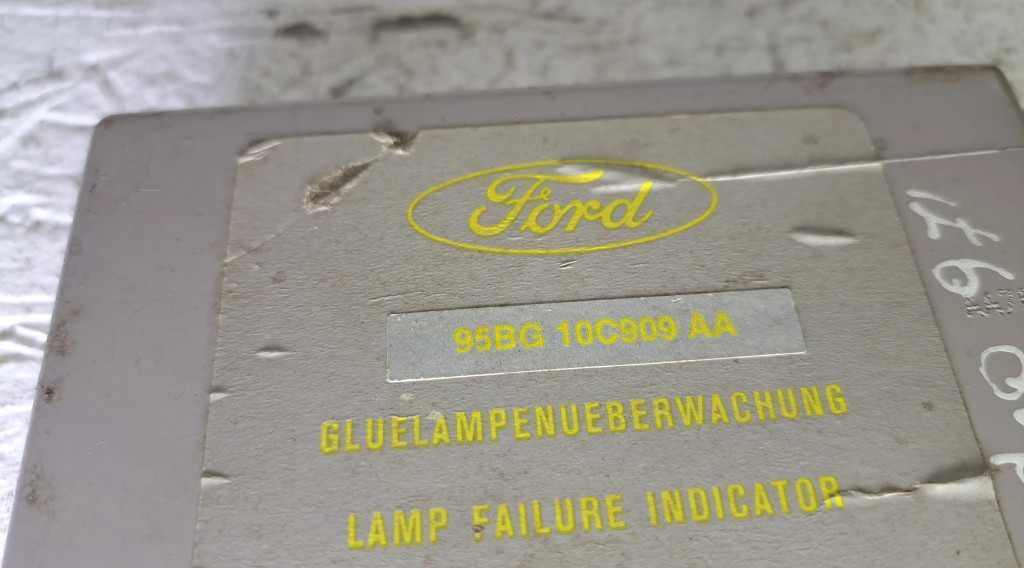 Ford
95BG 10C909 AA
GLUELAMPENUEBERWACHUNG
LAMP FAILURE INDICATOR